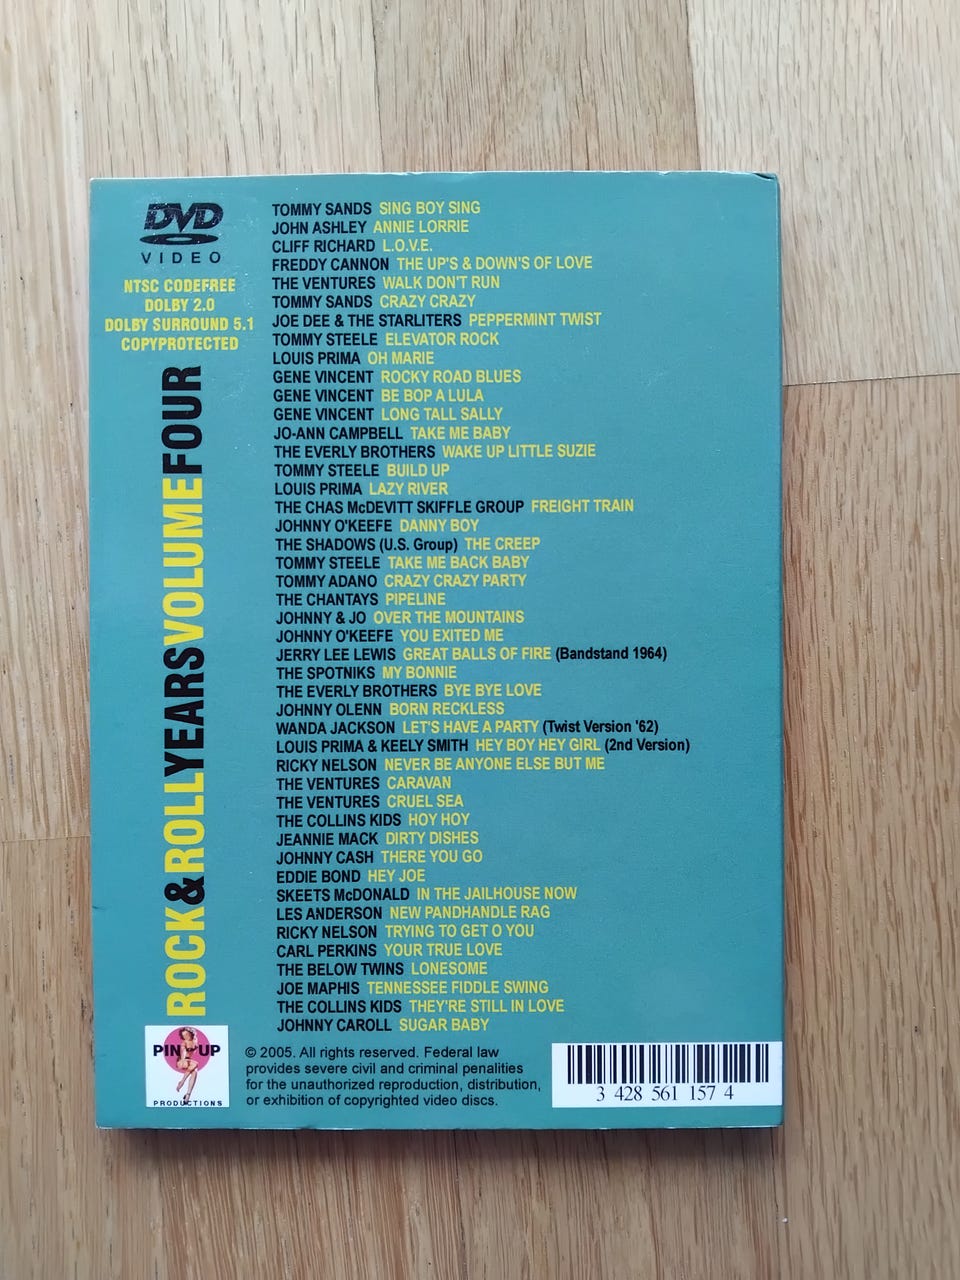 DVD
VIDEO
NTSC CODEFREE
DOLBY 2.0
DOLBY SURROUND 5.1
COPYPROTECTED
ROCK&ROLLYEARSVOLUMEFOUR
TOMMY SANDS SING BOY SING
JOHN ASHLEY ANNIE LORRIE
CLIFF RICHARD L.O.V.E.
FREDDY CANNON THE UP'S & DOWN'S OF LOVE
THE VENTURES WALK DON'T RUN
TOMMY SANDS CRAZY CRAZY
JOE DEE & THE STARLITERS PEPPERMINT TWIST
TOMMY STEELE ELEVATOR ROCK
LOUIS PRIMA OH MARIE
GENE VINCENT ROCKY ROAD BLUES
GENE VINCENT BE BOP A LULA
GENE VINCENT LONG TALL SALLY
JO-ANN CAMPBELL TAKE ME BABY
THE EVERLY BROTHERS WAKE UP LITTLE SUZIE
TOMMY STEELE BUILD UP
LOUIS PRIMA LAZY RIVER
THE CHAS McDEVITT SKIFFLE GROUP FREIGHT TRAIN
JOHNNY O'KEEFE DANNY BOY
THE SHADOWS (U.S. Group) THE CREEP
TOMMY STEELE TAKE ME BACK BABY
TOMMY ADANO CRAZY CRAZY PARTY
THE CHANTAYS PIPELINE
JOHNNY & JO OVER THE MOUNTAINS
JOHNNY O'KEEFE YOU EXITED ME
JERRY LEE LEWIS GREAT BALLS OF FIRE (Bandstand 1964)
THE SPOTNIKS MY BONNIE
THE EVERLY BROTHERS BYE BYE LOVE
JOHNNY OLENN BORN RECKLESS
WANDA JACKSON LET'S HAVE A PARTY (Twist Version '62)
LOUIS PRIMA & KEELY SMITH HEY BOY HEY GIRL (2nd Version)
RICKY NELSON NEVER BE ANYONE ELSE BUT ME
THE VENTURES CARAVAN
THE VENTURES CRUEL SEA
THE COLLINS KIDS HOY HOY
JEANNIE MACK DIRTY DISHES
JOHNNY CASH THERE YOU GO
EDDIE BOND HEY JOE
SKEETS McDONALD IN THE JAILHOUSE NOW
LES ANDERSON NEW PANDHANDLE RAG
RICKY NELSON TRYING TO GET O YOU
CARL PERKINS YOUR TRUE LOVE
THE BELOW TWINS LONESOME
JOE MAPHIS TENNESSEE FIDDLE SWING
THE COLLINS KIDS THEY'RE STILL IN LOVE
JOHNNY CAROLL SUGAR BABY
PIN UP
PRODUCTIONS
© 2005. All rights reserved. Federal law
provides severe civil and criminal penalities
for the unauthorized reproduction, distribution,
or exhibition of copyrighted video discs.
3 428 561 157 4